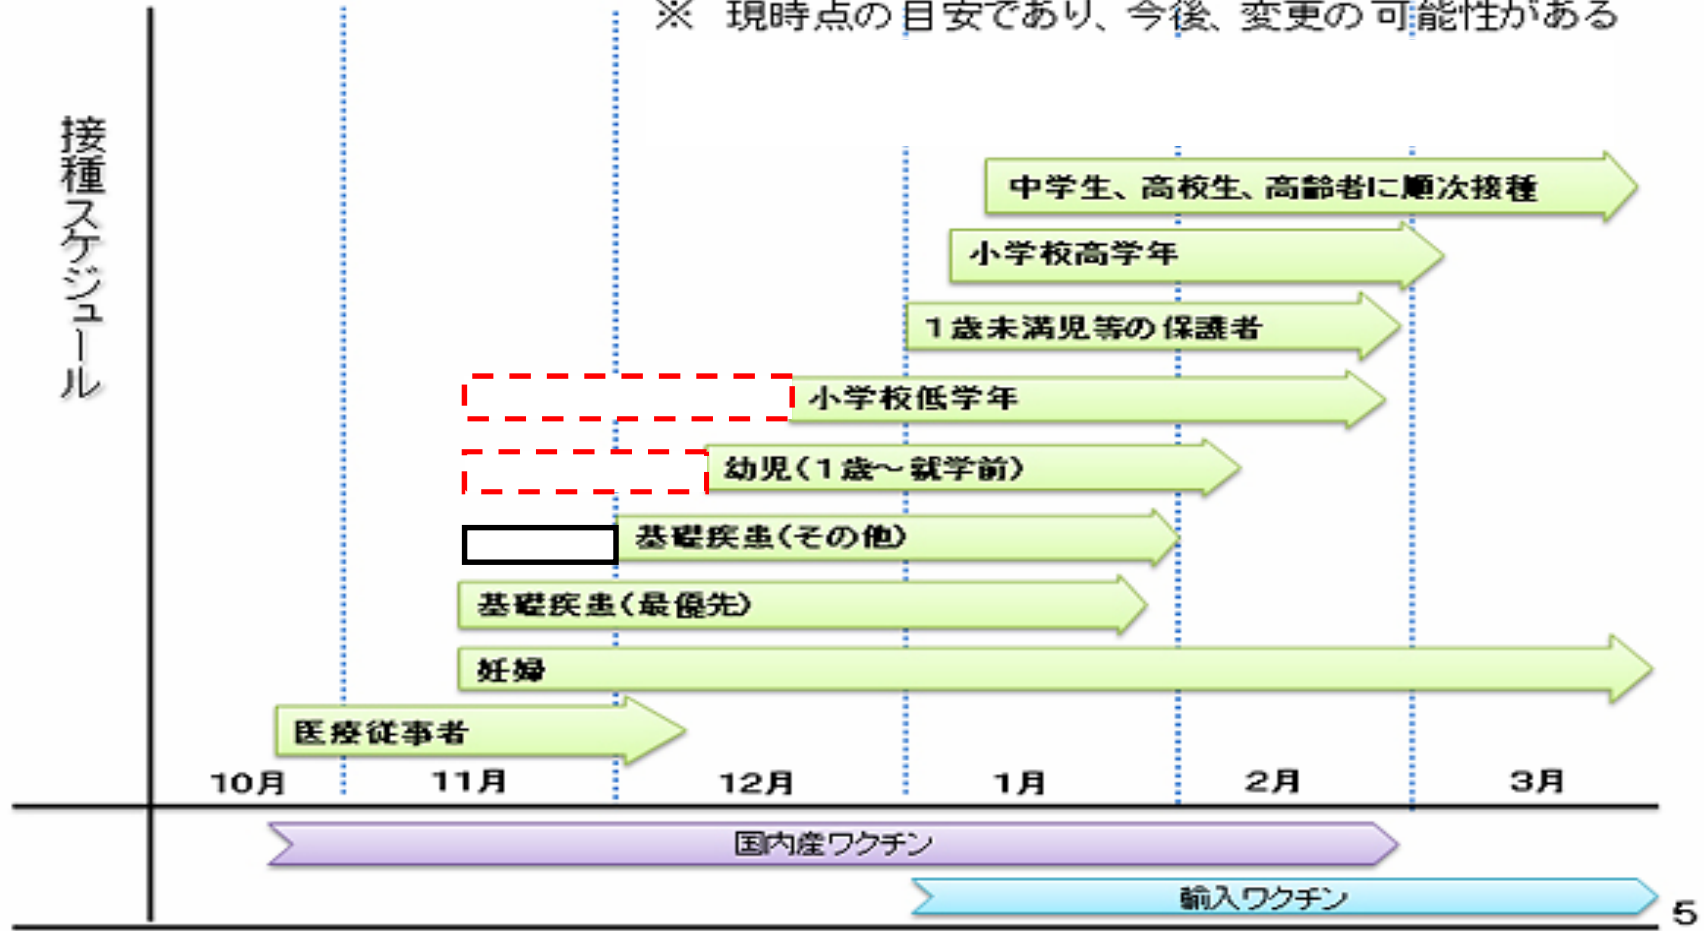 ※ 現時点の目安であり、今後、変更の可能性がある
接種スケジュール
中学生、高校生、高齢者に順次接種
小学校高学年
1歳未満児等の保護者
小学校低学年
幼児(1歳～就学前)
基礎疾患(その他)
基礎疾患(最優先)
妊婦
医療従事者
10月 11月 12月 1月 2月 3月
国内産ワクチン
輸入ワクチン
5